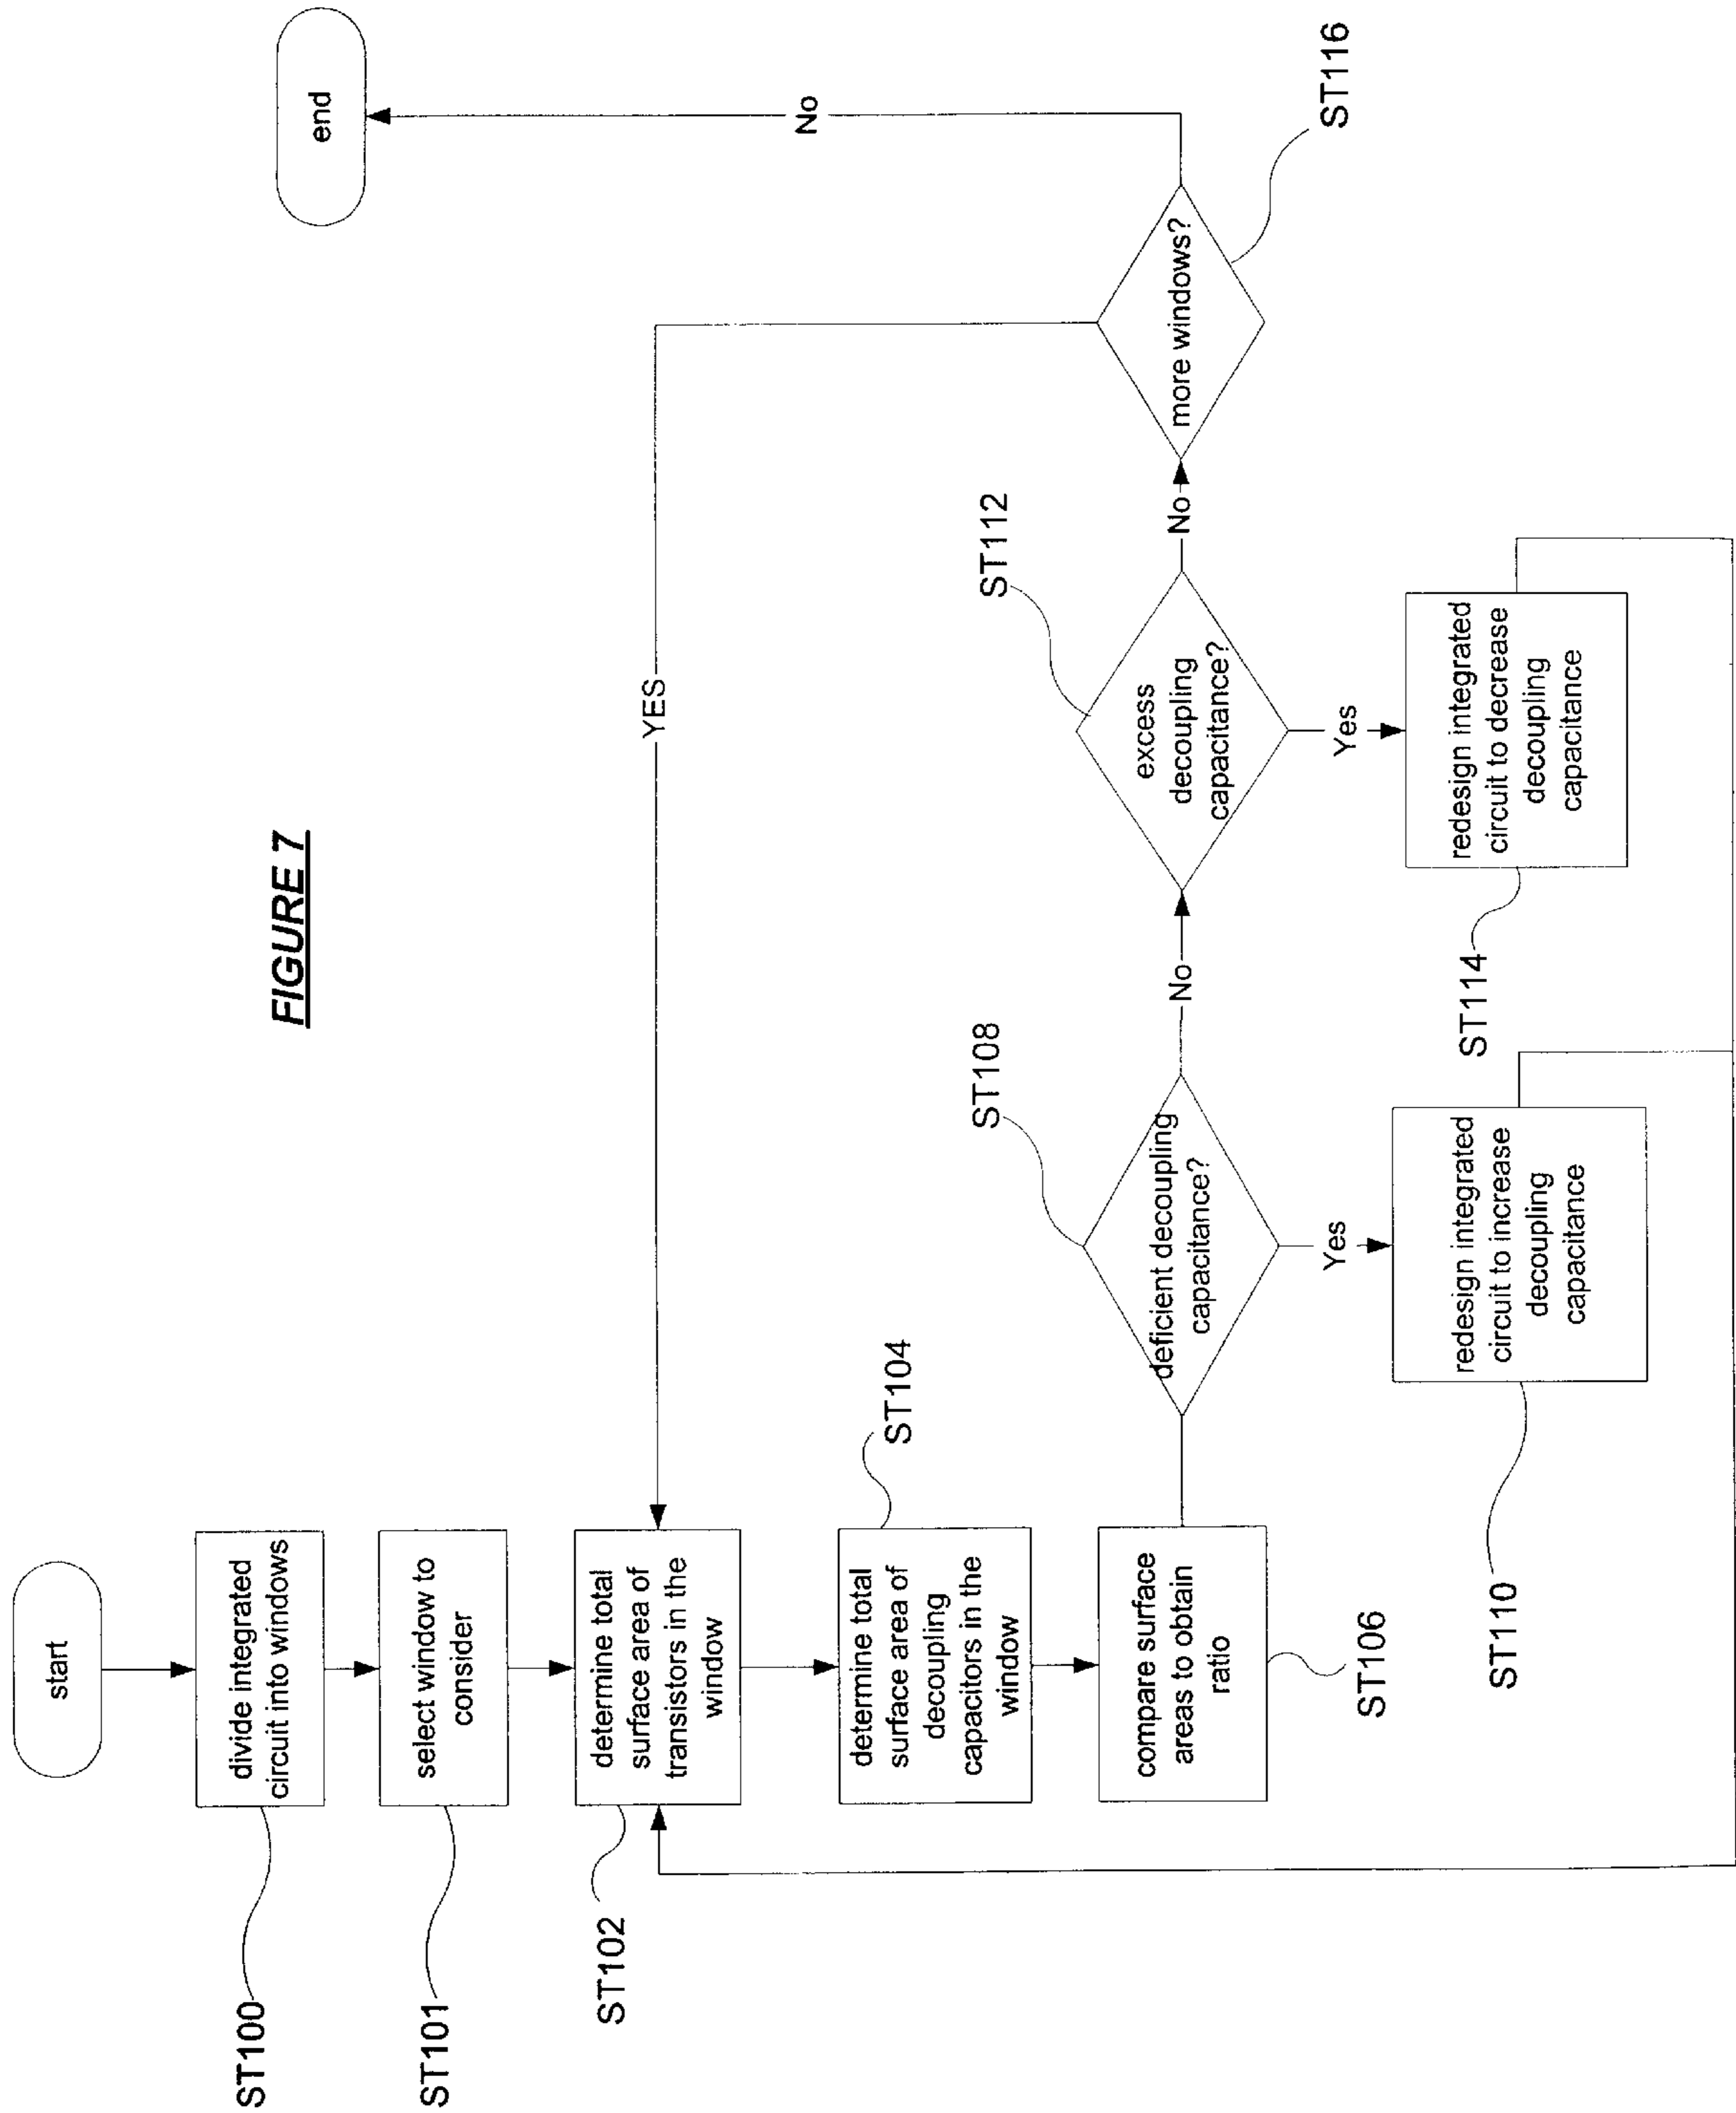 FIGURE 7
start
ST100
divide integrated
circuit into windows
ST101
select window to
consider
ST102
determine total
surface area of
transistors in the
window
YES
ST104
determine total
surface area of
decoupling
capacitors in the
window
ST106
compare surface
areas to obtain
ratio
ST108
deficient decoupling
capacitance?
No
Yes
ST110
redesign integrated
circuit to increase
decoupling
capacitance
ST112
excess
decoupling
capacitance?
No
Yes
ST114
redesign integrated
circuit to decrease
decoupling
capacitance
ST116
more windows?
No
end